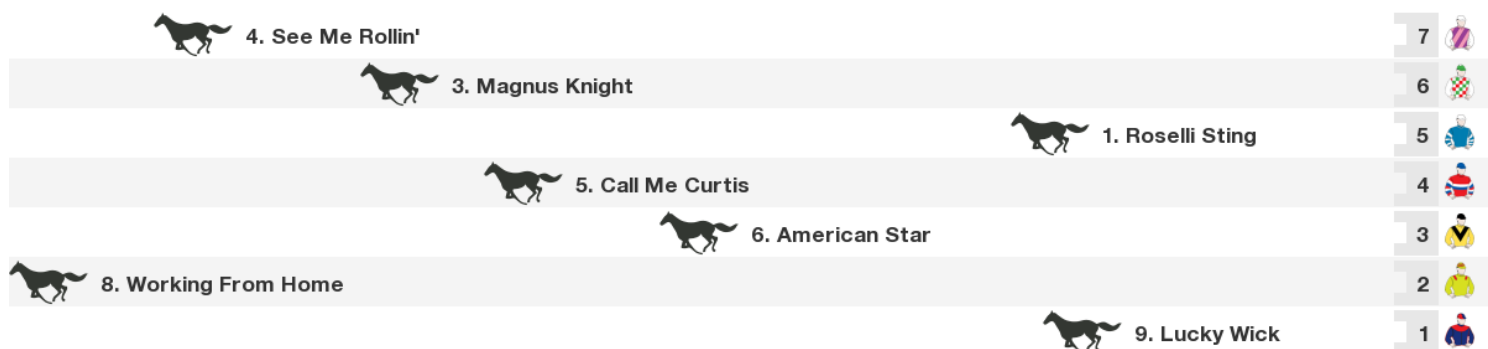 4. See Me Rollin' 7
3. Magnus Knight 6
1. Roselli Sting 5
5. Call Me Curtis 4
6. American Star 3
8. Working From Home 2
9. Lucky Wick 1